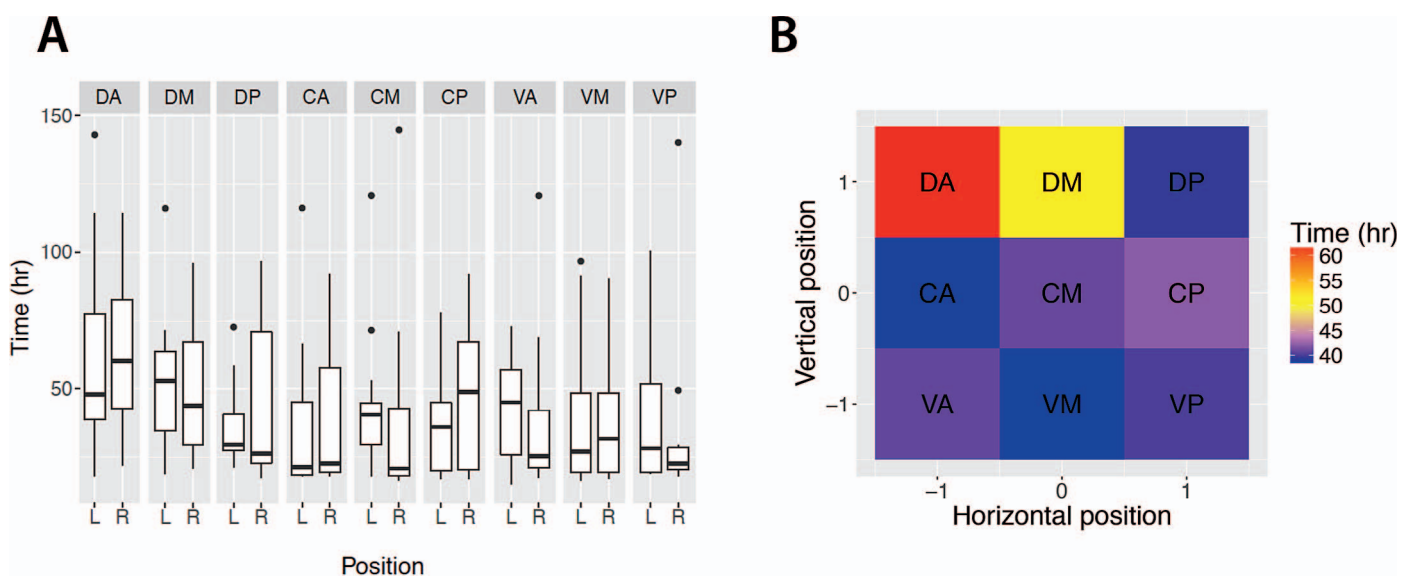 A
B
DA DM DP CA CM CP VA VM VP
150
100
50
Time (hr)
L R L R L R L R L R L R L R L R L R
Position
DA DM DP
CA CM CP
VA VM VP
1
0
−1
Vertical position
−1 0 1
Horizontal position
Time (hr)
60
55
50
45
40